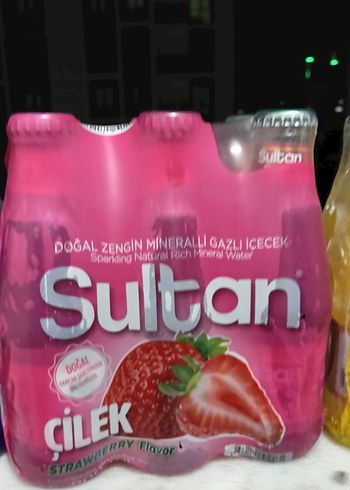 Sultan
DOĞAL ZENGİN MİNERALLİ GAZLI İÇECEK
Sparkling Natural Rich Mineral Water
Sultan
DOĞAL
ÇİLEK
STRAWBERRY Flavor